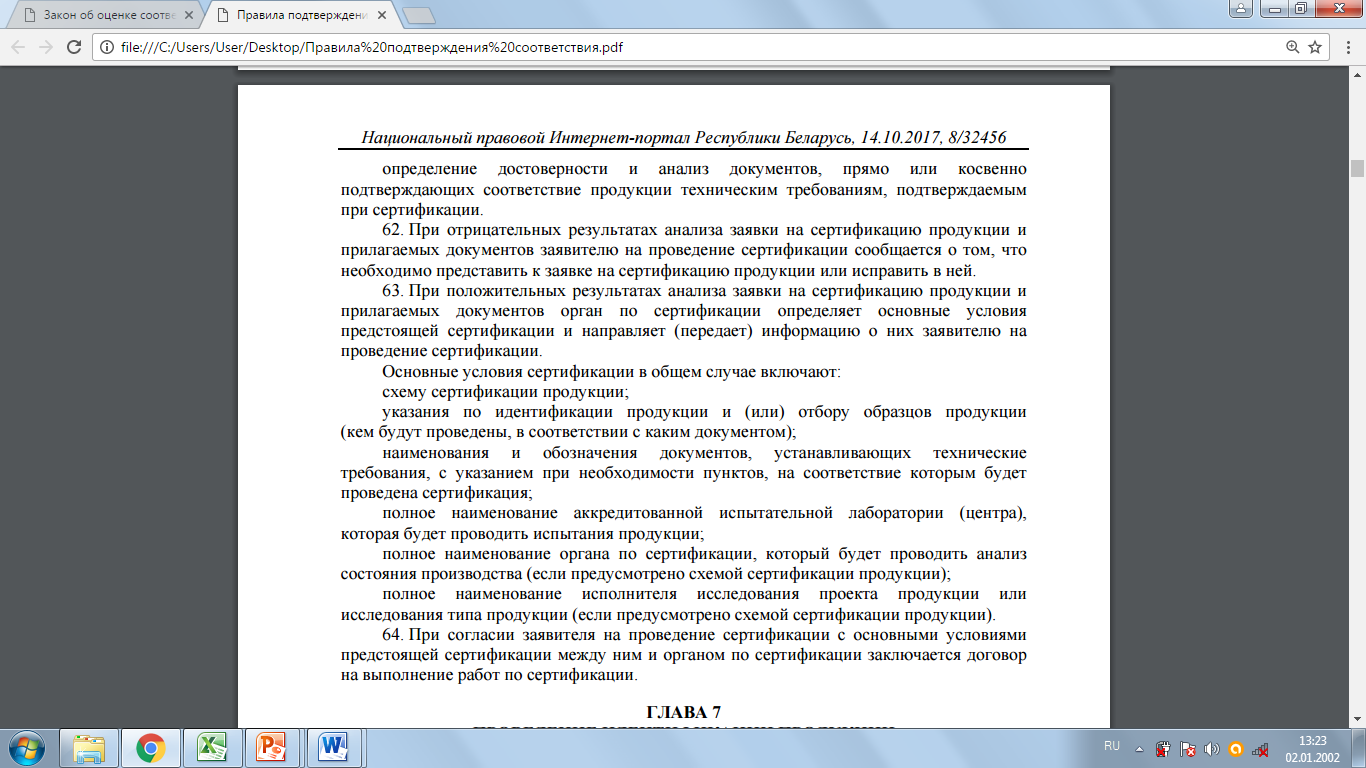 Закон об оценке соотве
Правила подтверждени
file:///C:/Users/User/Desktop/Правила%20подтверждения%20соответствия.pdf
Национальный правовой Интернет-портал Республики Беларусь, 14.10.2017, 8/32456
определение достоверности и анализ документов, прямо или косвенно
подтверждающих соответствие продукции техническим требованиям, подтверждаемым
при сертификации.
62. При отрицательных результатах анализа заявки на сертификацию продукции и
прилагаемых документов заявителю на проведение сертификации сообщается о том, что
необходимо представить к заявке на сертификацию продукции или исправить в ней.
63. При положительных результатах анализа заявки на сертификацию продукции и
прилагаемых документов орган по сертификации определяет основные условия
предстоящей сертификации и направляет (передает) информацию о них заявителю на
проведение сертификации.
Основные условия сертификации в общем случае включают:
схему сертификации продукции;
указания по идентификации продукции и (или) отбору образцов продукции
(кем будут проведены, в соответствии с каким документом);
наименования и обозначения документов, устанавливающих технические
требования, с указанием при необходимости пунктов, на соответствие которым будет
проведена сертификация;
полное наименование аккредитованной испытательной лаборатории (центра),
которая будет проводить испытания продукции;
полное наименование органа по сертификации, который будет проводить анализ
состояния производства (если предусмотрено схемой сертификации продукции);
полное наименование исполнителя исследования проекта продукции или
исследования типа продукции (если предусмотрено схемой сертификации продукции).
64. При согласии заявителя на проведение сертификации с основными условиями
предстоящей сертификации между ним и органом по сертификации заключается договор
на выполнение работ по сертификации.
ГЛАВА 7
RU
13:23
02.01.2002